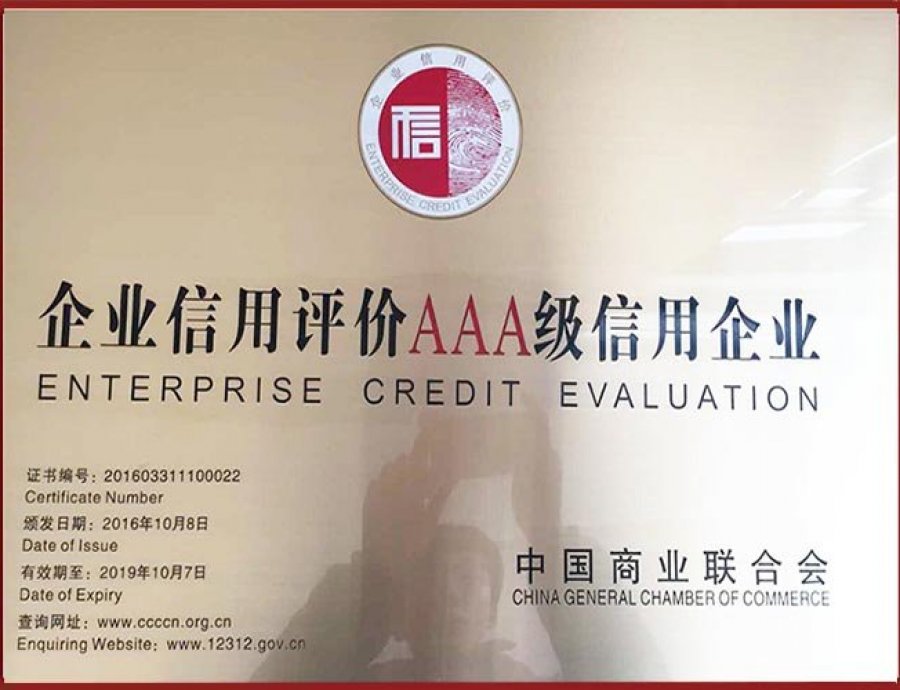 企业信用评价
信
ENTERPRISE CREDIT EVALUATION
企业信用评价AAA级信用企业
ENTERPRISE CREDIT EVALUATION
证书编号：201603311100022
Certificate Number
颁发日期：2016年10月8日
Date of Issue
有效期至：2019年10月7日
Date of Expiry
查询网址：www.ccccn.org.cn
Enquiring Website：www.12312.gov.cn
中国商业联合会
CHINA GENERAL CHAMBER OF COMMERCE